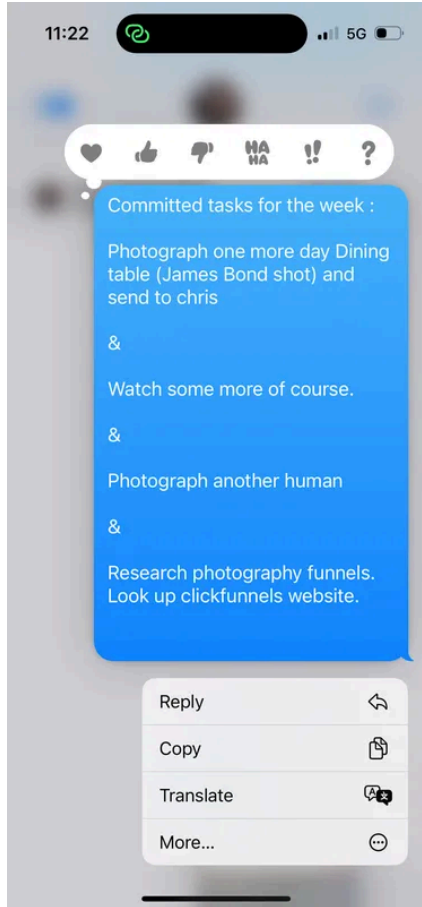 11:22
5G
HA
HA
!!
?
Committed tasks for the week :
Photograph one more day Dining
table (James Bond shot) and
send to chris
&
Watch some more of course.
&
Photograph another human
&
Research photography funnels.
Look up clickfunnels website.
Reply
Copy
Translate
More...